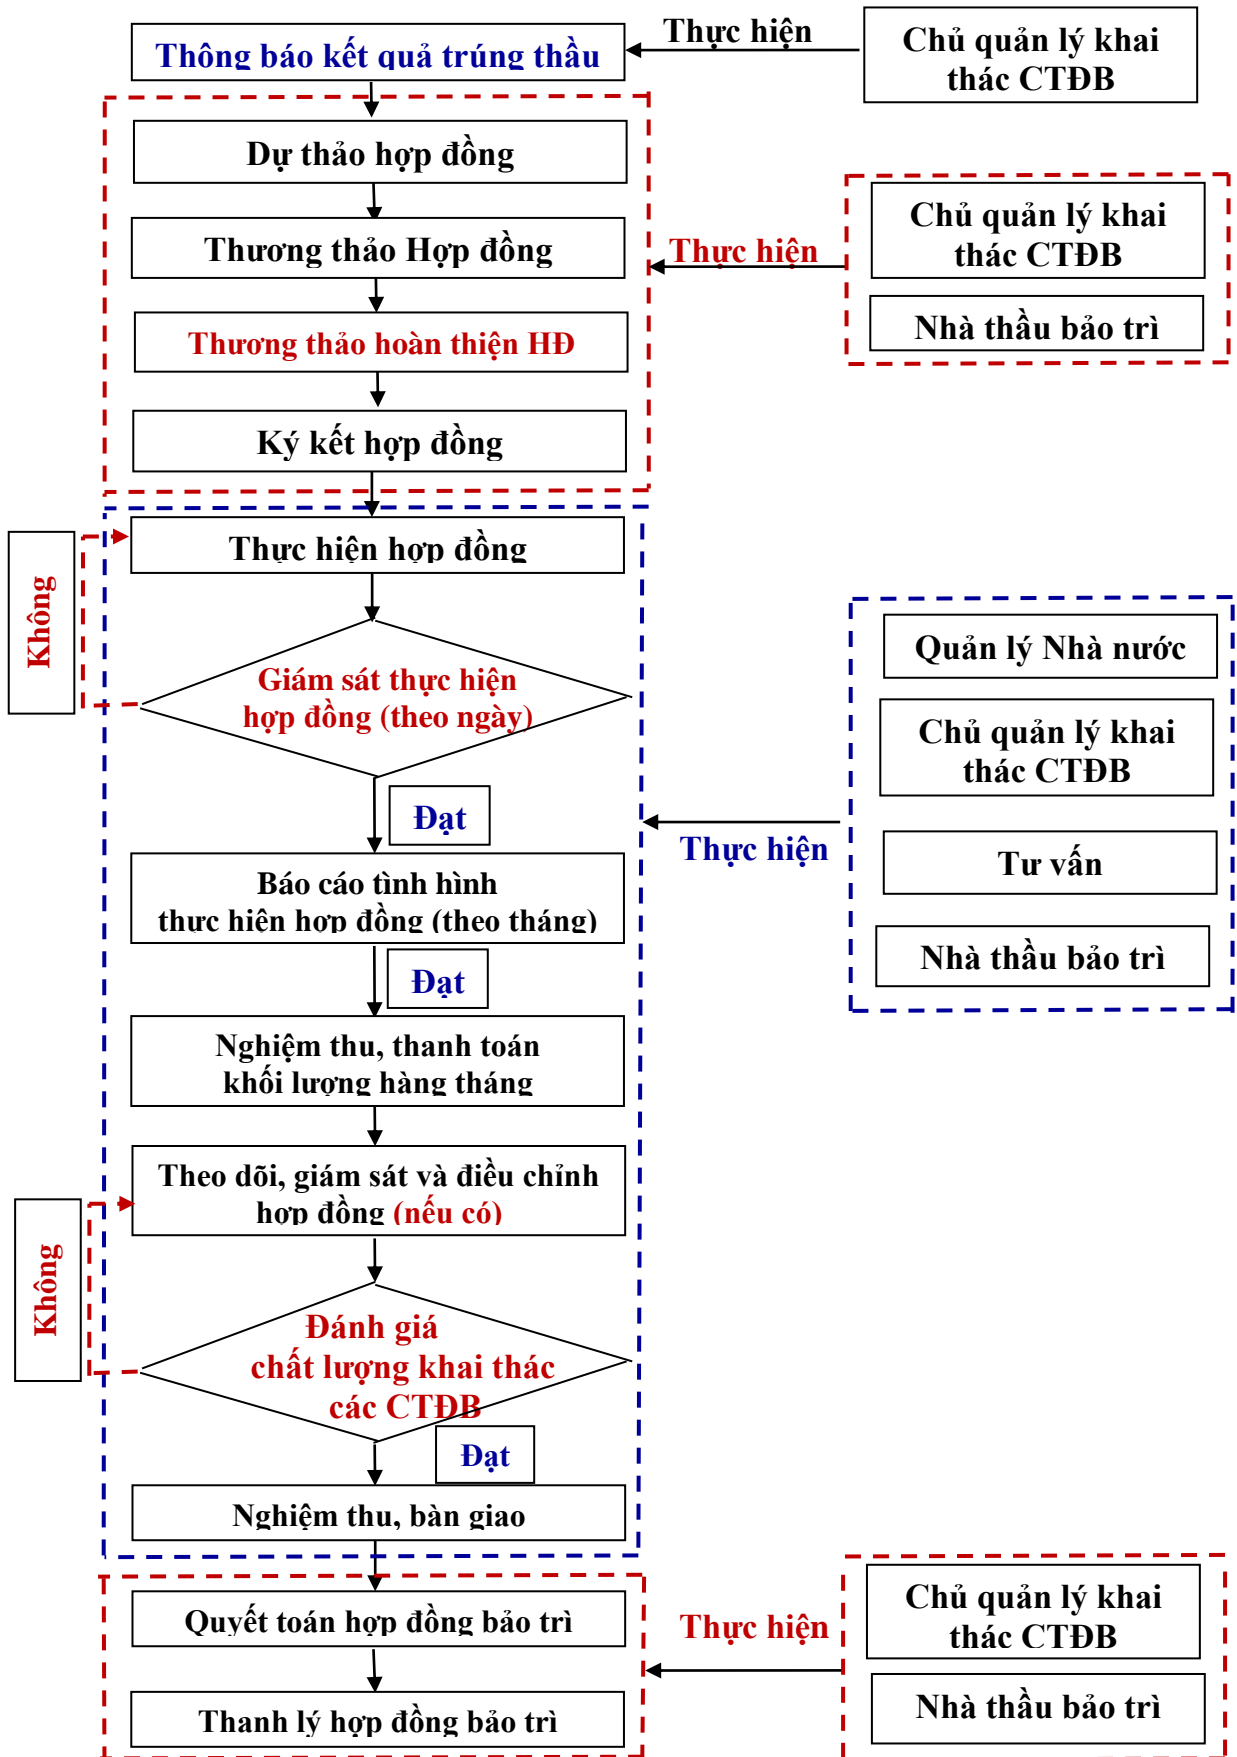 Thông báo kết quả trúng thầu
Thực hiện
Chủ quản lý khai
thác CTĐB
Dự thảo hợp đồng
Thương thảo Hợp đồng
Thương thảo hoàn thiện HĐ
Ký kết hợp đồng
Thực hiện
Chủ quản lý khai
thác CTĐB
Nhà thầu bảo trì
Thực hiện hợp đồng
Không
Giám sát thực hiện
hợp đồng (theo ngày)
Đạt
Báo cáo tình hình
thực hiện hợp đồng (theo tháng)
Đạt
Nghiệm thu, thanh toán
khối lượng hàng tháng
Theo dõi, giám sát và điều chỉnh
hợp đồng (nếu có)
Không
Đánh giá
chất lượng khai thác
các CTĐB
Đạt
Nghiệm thu, bàn giao
Thực hiện
Quản lý Nhà nước
Chủ quản lý khai
thác CTĐB
Tư vấn
Nhà thầu bảo trì
Quyết toán hợp đồng bảo trì
Thanh lý hợp đồng bảo trì
Thực hiện
Chủ quản lý khai
thác CTĐB
Nhà thầu bảo trì